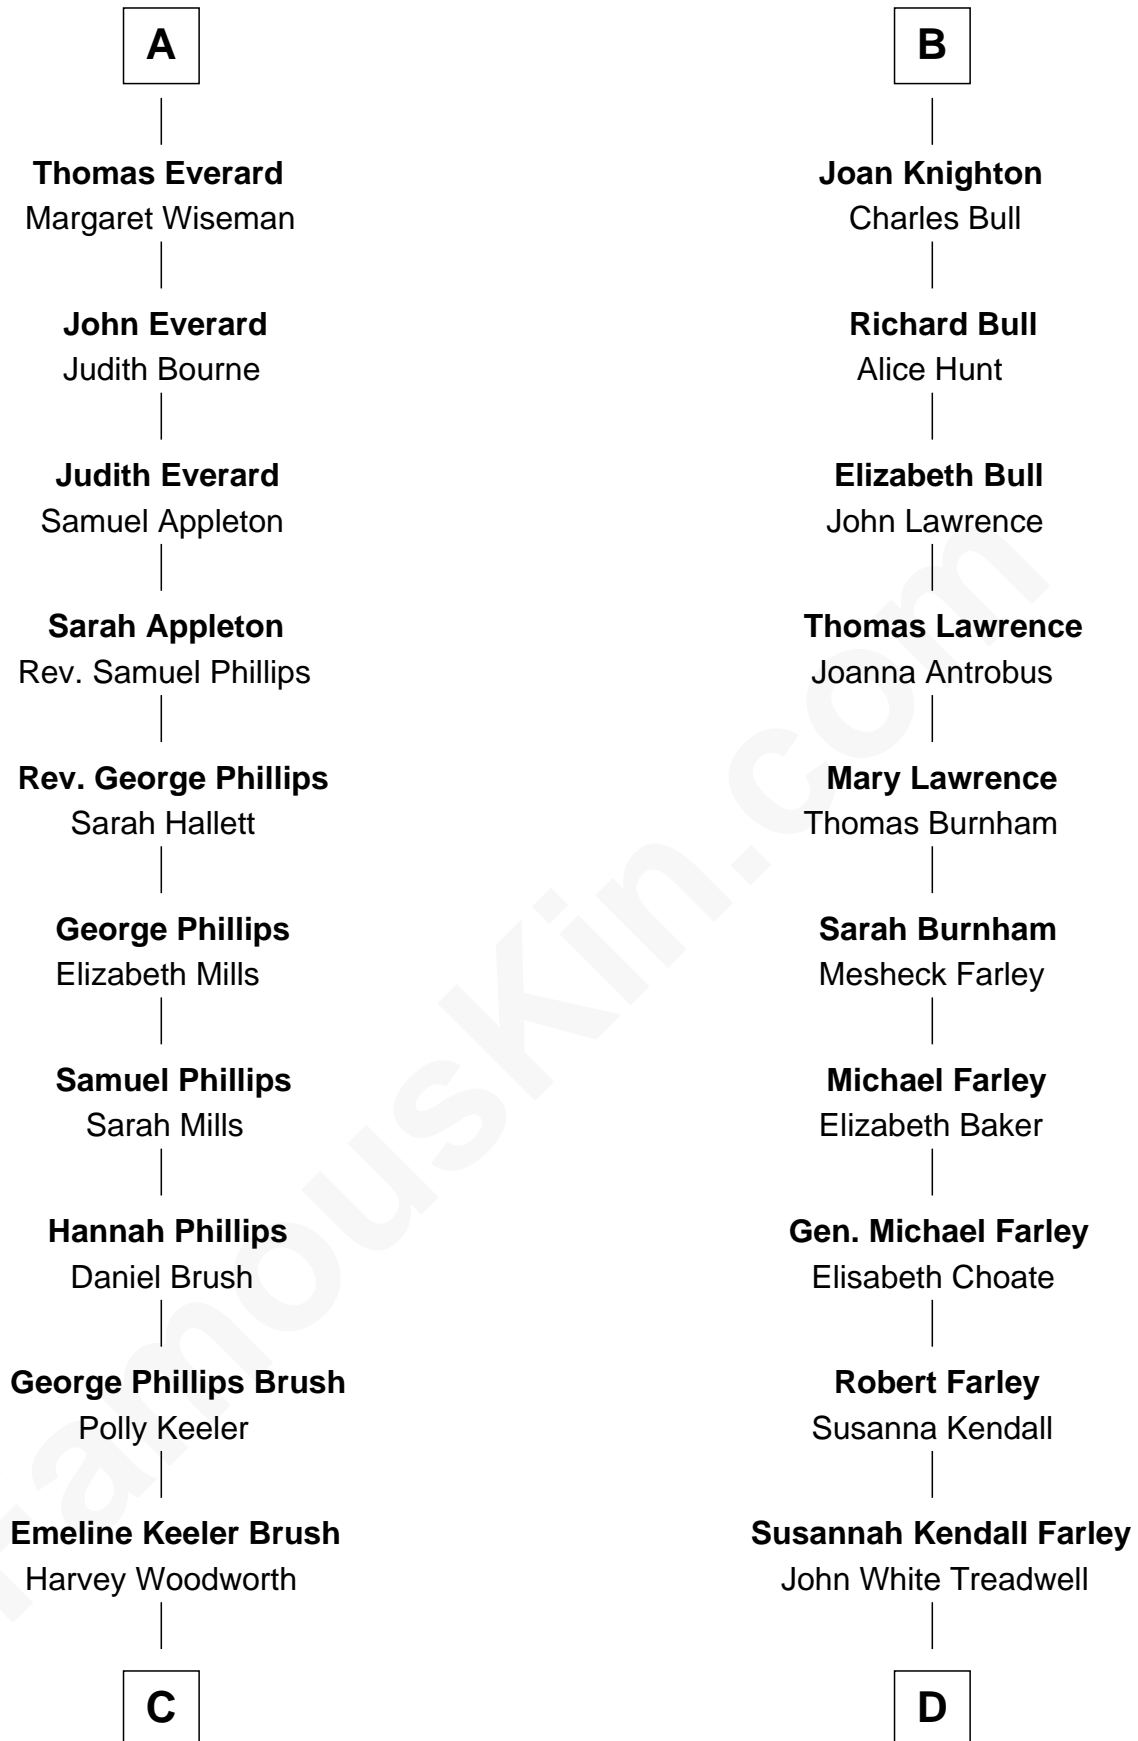 A
Thomas Everard
Margaret Wiseman
John Everard
Judith Bourne
Judith Everard
Samuel Appleton
Sarah Appleton
Rev. Samuel Phillips
Rev. George Phillips
Sarah Hallett
George Phillips
Elizabeth Mills
Samuel Phillips
Sarah Mills
Hannah Phillips
Daniel Brush
George Phillips Brush
Polly Keeler
Emeline Keeler Brush
Harvey Woodworth
C
B
Joan Knighton
Charles Bull
Richard Bull
Alice Hunt
Elizabeth Bull
John Lawrence
Thomas Lawrence
Joanna Antrobus
Mary Lawrence
Thomas Burnham
Sarah Burnham
Mesheck Farley
Michael Farley
Elizabeth Baker
Gen. Michael Farley
Elisabeth Choate
Robert Farley
Susanna Kendall
Susannah Kendall Farley
John White Treadwell
D
FamousKin.com